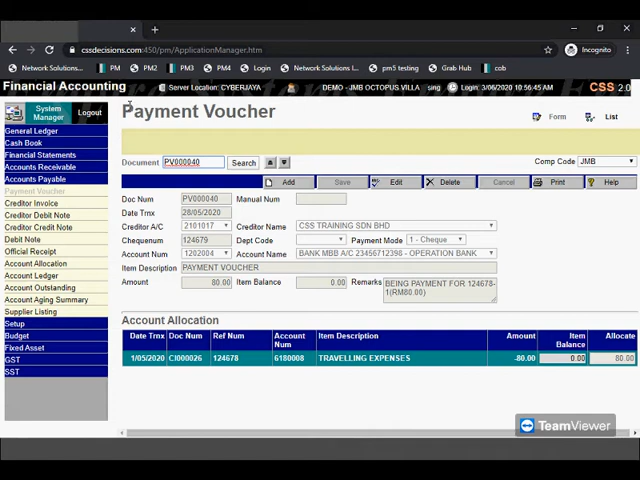 cssdecisions.com:450/pm/ApplicationManager.htm Incognito
Network Solutions... PM PM2 PM4 Login Network Solutions l... pm5 testing Grab Hub cob
Financial Accounting Server Location: CYBERJAYA DEMO - JMB OCTOPUS VILLA sing Login: 3/06/2020 10:56:45 AM CSS 2.0
System Manager Logout
Payment Voucher
Form List
General Ledger
Cash Book
Financial Statements
Accounts Receivable
Accounts Payable
Payment Voucher
Creditor Invoice
Creditor Debit Note
Creditor Credit Note
Debit Note
Official Receipt
Account Allocation
Account Ledger
Account Outstanding
Account Aging Summary
Supplier Listing
Setup
Budget
Fixed Asset
GST
SST
Document PV000040 Search Comp Code JMB
Add Save Edit Delete Cancel Print Help
Doc Num PV000040 Manual Num
Date Trnx 28/05/2020
Creditor A/C 2101017 Creditor Name CSS TRAINING SDN BHD
Chequenum 124679 Dept Code Payment Mode 1 - Cheque
Account Num 1202004 Account Name BANK MBB A/C 23456712398 - OPERATION BANK
Item Description PAYMENT VOUCHER
Amount 80.00 Item Balance 0.00 Remarks BEING PAYMENT FOR 124678-
1(RM80.00)
Account Allocation
Date Trnx Doc Num Ref Num Account Num Item Description Amount Item Balance Allocate
1/05/2020 CI000026 124678 6180008 TRAVELLING EXPENSES -80.00 0.00 80.00
TeamViewer